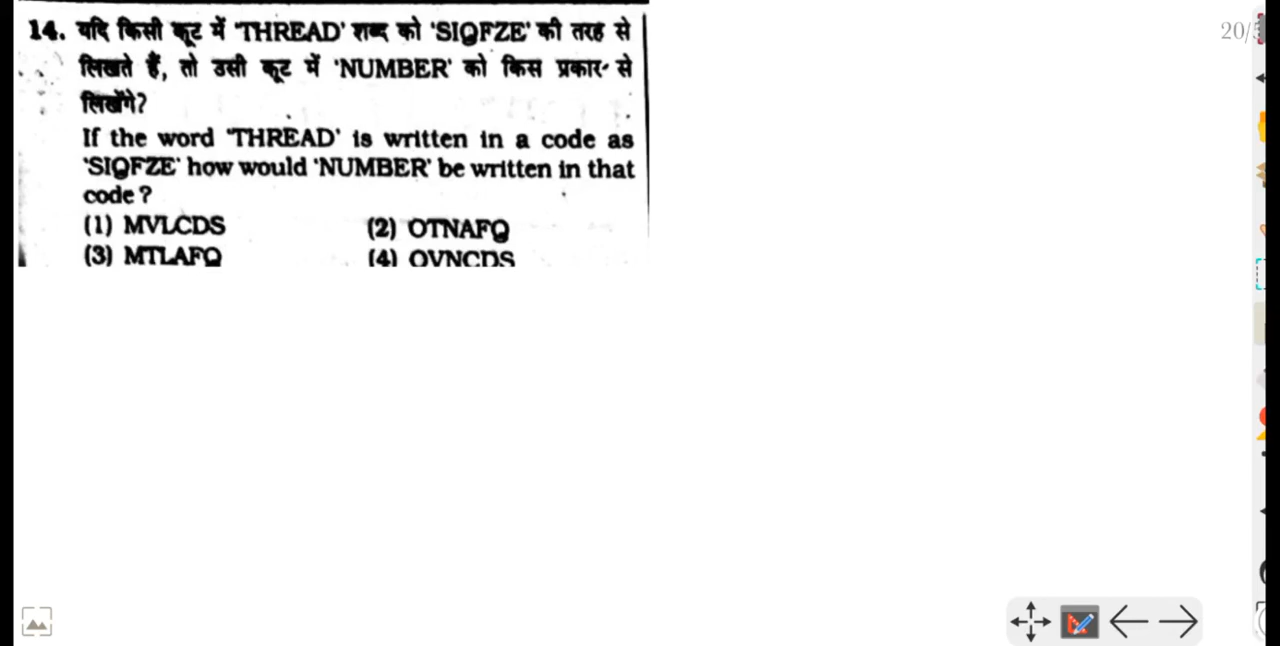 14. यदि किसी कूट में 'THREAD' शब्द को 'SIQFZE' की तरह से
लिखते हैं, तो उसी कूट में 'NUMBER' को किस प्रकार से
लिखेंगे?
If the word 'THREAD' is written in a code as
'SIQFZE' how would 'NUMBER' be written in that
code?
(1) MVLCDS (2) OTNAFQ
(3) MTLAFQ (4) OVNCDS